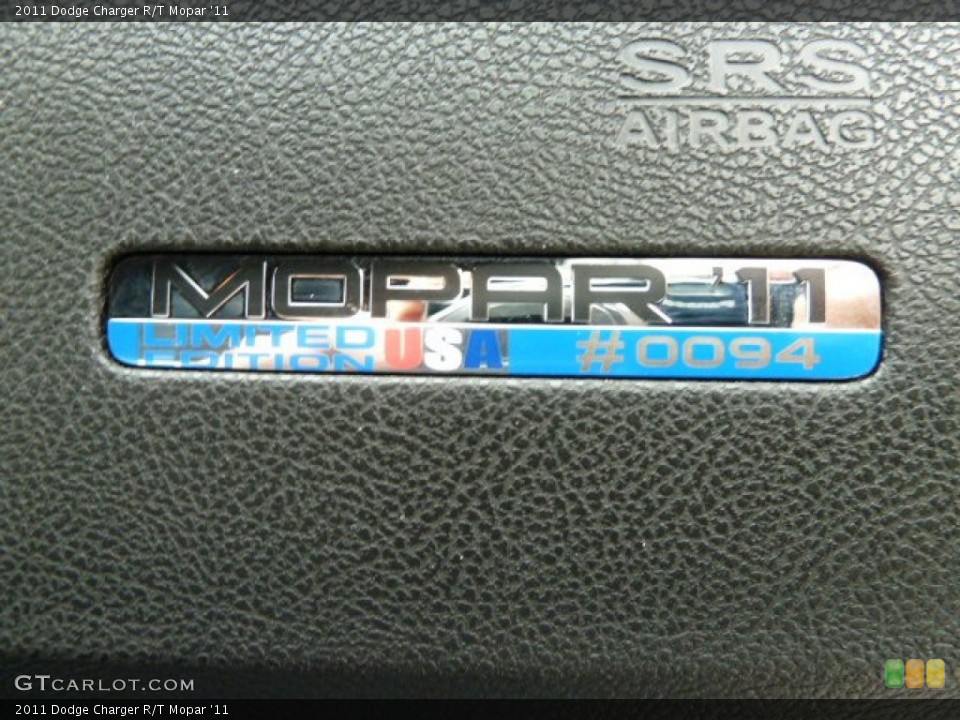 2011 Dodge Charger R/T Mopar '11
SRS
AIRBAG
MOPAR '11
LIMITED
EDITION
USA
#0094
GTCARLOT.COM
2011 Dodge Charger R/T Mopar '11